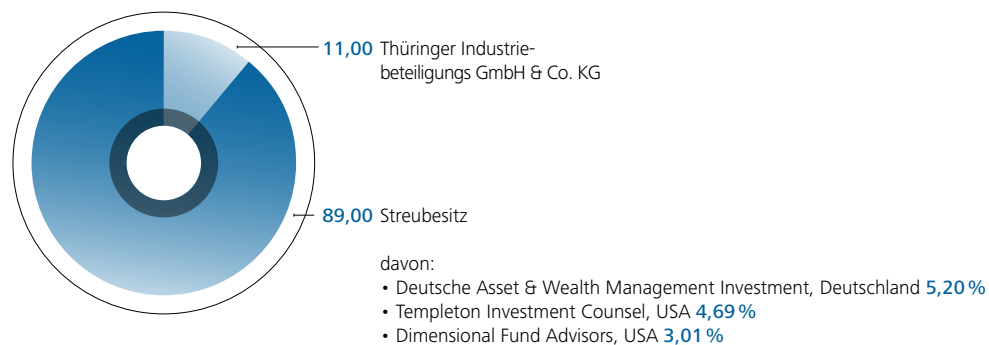 11,00 Thüringer Industrie-
beteiligungs GmbH & Co. KG
89,00 Streubesitz
davon:
• Deutsche Asset & Wealth Management Investment, Deutschland 5,20 %
• Templeton Investment Counsel, USA 4,69 %
• Dimensional Fund Advisors, USA 3,01 %